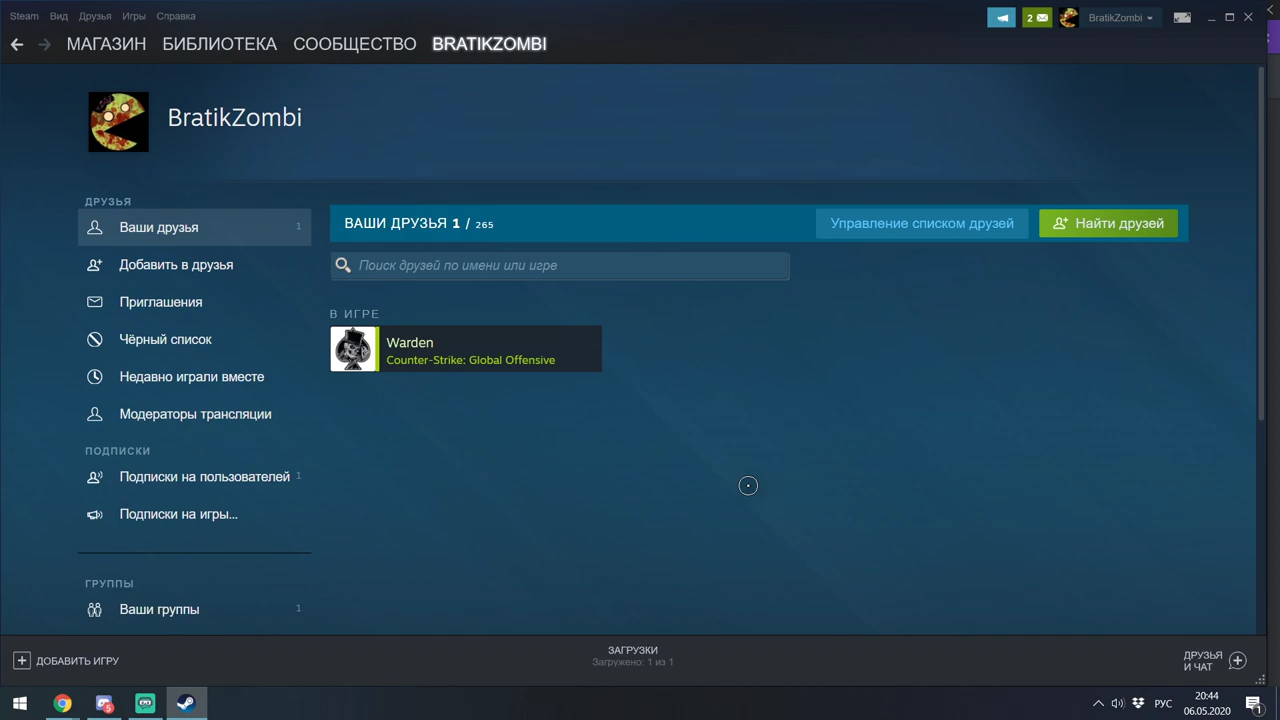 Steam Вид Друзья Игры Справка
2 BratikZombi
МАГАЗИН БИБЛИОТЕКА СООБЩЕСТВО BRATIKZOMBI
BratikZombi
ДРУЗЬЯ
Ваши друзья 1
Добавить в друзья
Приглашения
Чёрный список
Недавно играли вместе
Модераторы трансляции
ПОДПИСКИ
Подписки на пользователей 1
Подписки на игры...
ГРУППЫ
Ваши группы 1
ВАШИ ДРУЗЬЯ 1 / 265
Управление списком друзей
Найти друзей
Поиск друзей по имени или игре
В ИГРЕ
Warden
Counter-Strike: Global Offensive
ДОБАВИТЬ ИГРУ
ЗАГРУЗКИ
Загружено: 1 из 1
ДРУЗЬЯ
И ЧАТ
5
РУС
20:44
06.05.2020
1